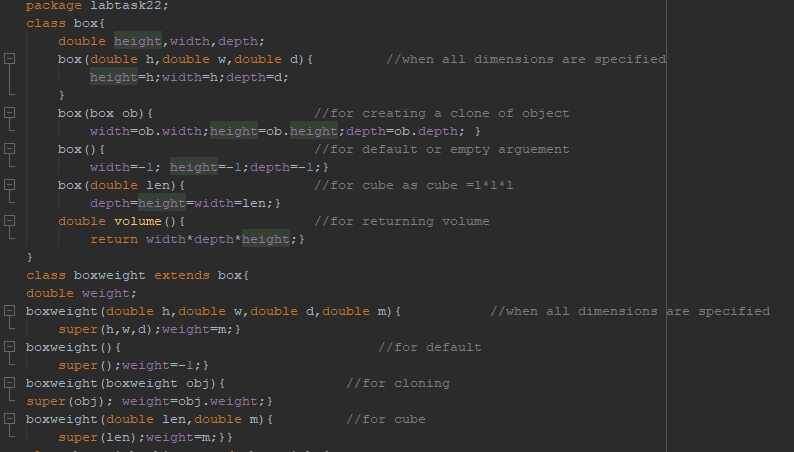 package labtask22;
class box{
double height,width,depth;
box(double h,double w,double d){ //when all dimensions are specified
height=h;width=h;depth=d;
}
box(box ob){ //for creating a clone of object
width=ob.width;height=ob.height;depth=ob.depth; }
box(){ //for default or empty arguement
width=-1; height=-1;depth=-1;}
box(double len){ //for cube as cube =l*l*l
depth=height=width=len;}
double volume(){ //for returning volume
return width*depth*height;}
}
class boxweight extends box{
double weight;
boxweight(double h,double w,double d,double m){ //when all dimensions are specified
super(h,w,d);weight=m;}
boxweight(){ //for default
super();weight=-1;}
boxweight(boxweight obj){ //for cloning
super(obj); weight=obj.weight;}
boxweight(double len,double m){ //for cube
super(len);weight=m;}}